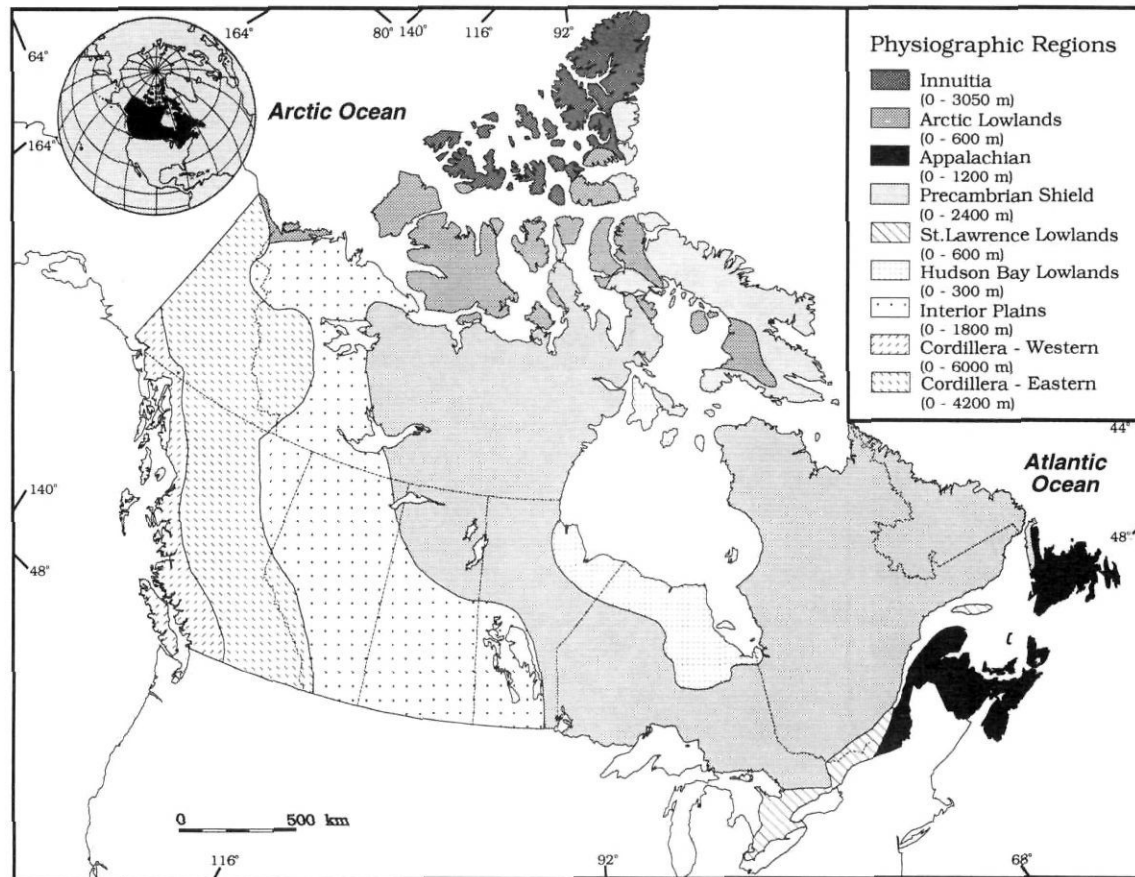 164°
80°
140°
116°
92°
64°
164°
Arctic Ocean
Physiographic Regions
Innuitia
(0 - 3050 m)
Arctic Lowlands
(0 - 600 m)
Appalachian
(0 - 1200 m)
Precambrian Shield
(0 - 2400 m)
St.Lawrence Lowlands
(0 - 600 m)
Hudson Bay Lowlands
(0 - 300 m)
Interior Plains
(0 - 1800 m)
Cordillera - Western
(0 - 6000 m)
Cordillera - Eastern
(0 - 4200 m)
44°
Atlantic
Ocean
140°
48°
48°
0 500 km
116°
92°
68°